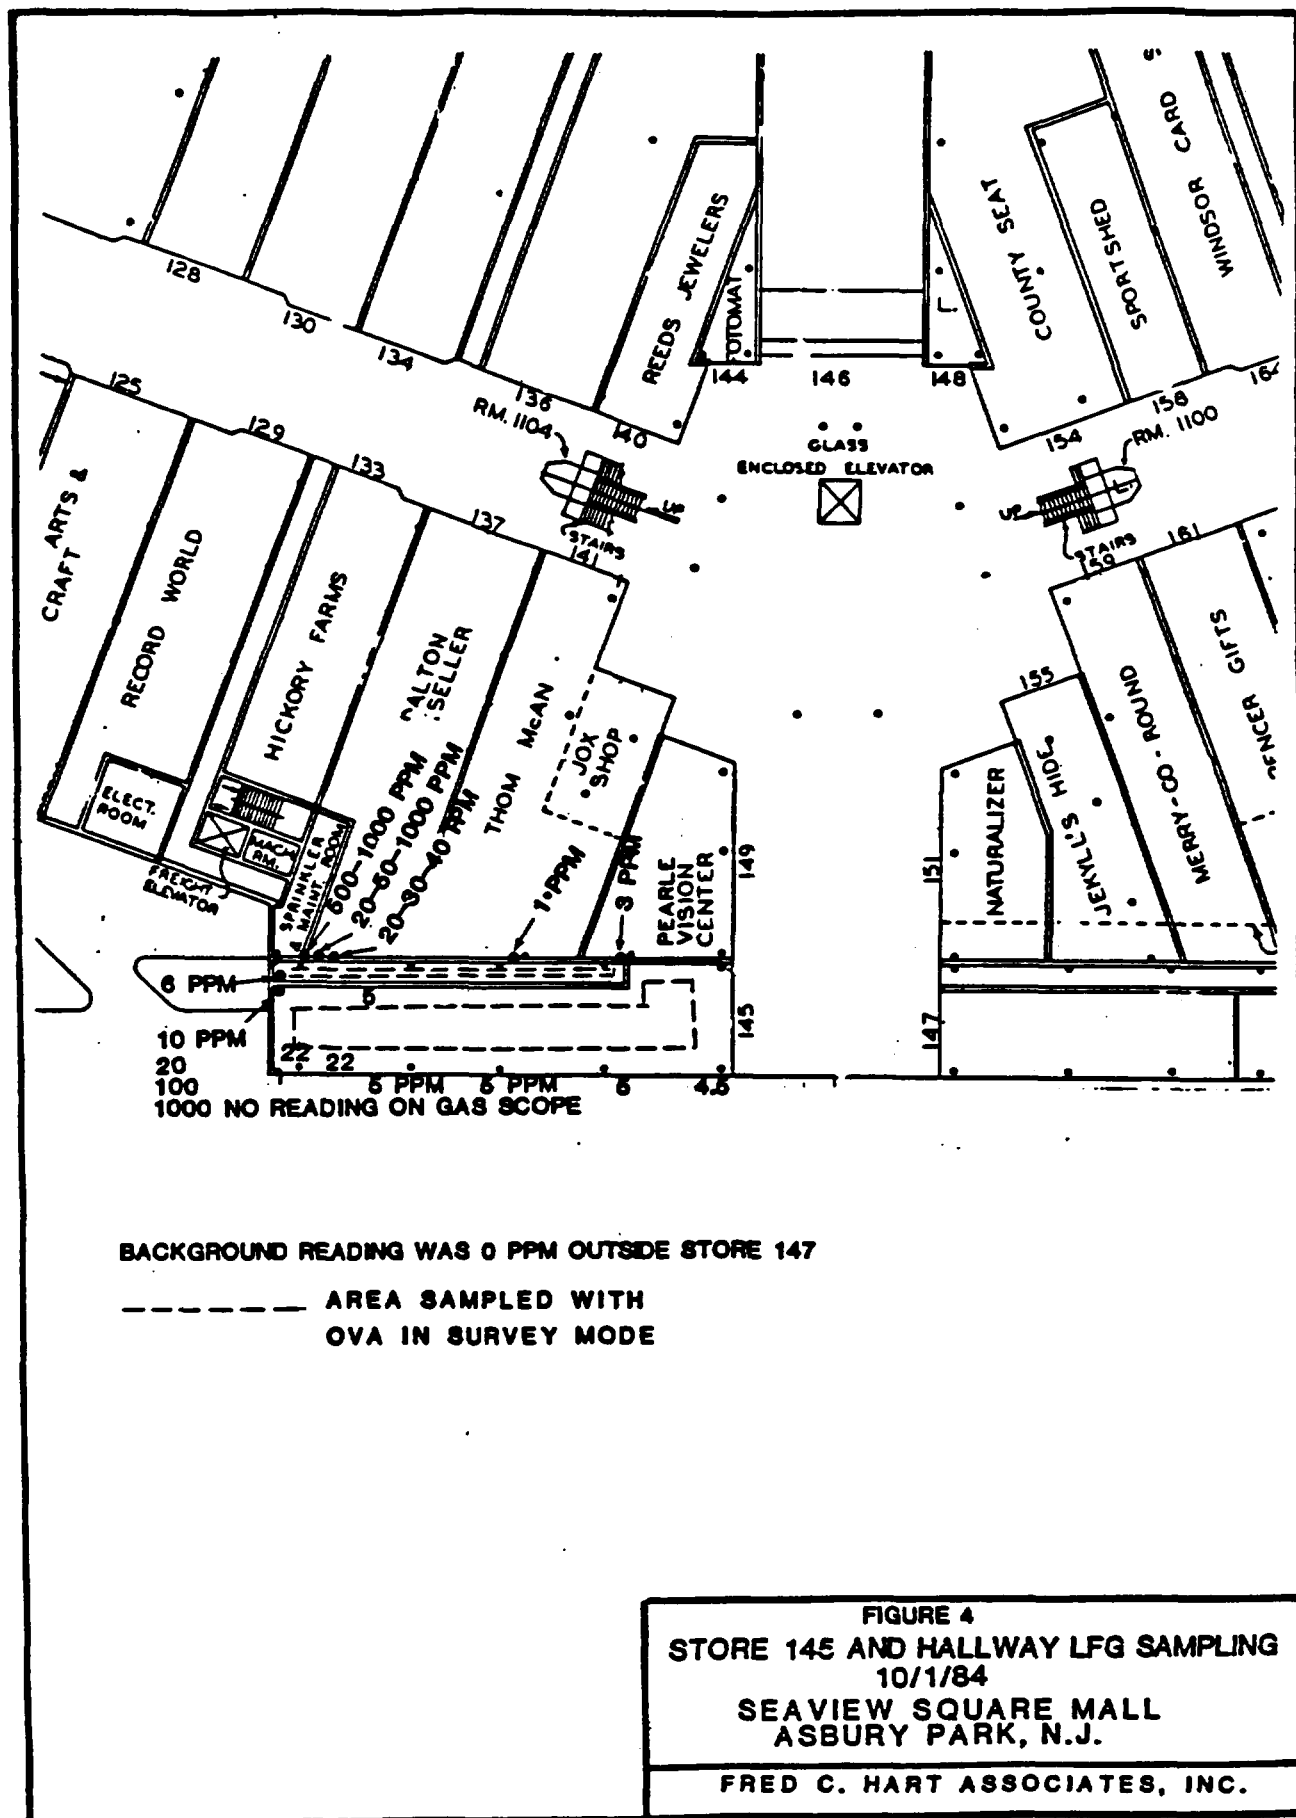 128
130
134
136
140
RM. 1104
REEDS JEWELERS
OTOMAT
144
146
148
COUNTY SEAT
SPORTSHED
WINDSOR CARD
154
158
164
RM. 1100
GLASS
ENCLOSED ELEVATOR
UP
STAIRS
UP
STAIRS
125
129
133
137
141
159
161
ARTS &
CRAFT
RECORD WORLD
HICKORY FARMS
ALTON
SELLER
THOM McAN
JOX
SHOP
155
NATURALIZER
JEKYLL'S HIDE
MERRY-GO-ROUND
PENCER GIFTS
ELECT.
ROOM
MACH.
RM.
FREIGHT
ELEVATOR
SPRINKLER
& MAINT. ROOM
600-1000 PPM
20-50-1000 PPM
20-30-40 PPM
1-PPM
3 PPM
PEARLE
VISION
CENTER
149
151
6 PPM
5
145
147
10 PPM
20
100
1000 NO READING ON GAS SCOPE
22
22
5 PPM
5 PPM
5
4.5
BACKGROUND READING WAS 0 PPM OUTSIDE STORE 147
AREA SAMPLED WITH
OVA IN SURVEY MODE
FIGURE 4
STORE 145 AND HALLWAY LFG SAMPLING
10/1/84
SEAVIEW SQUARE MALL
ASBURY PARK, N.J.
FRED C. HART ASSOCIATES, INC.